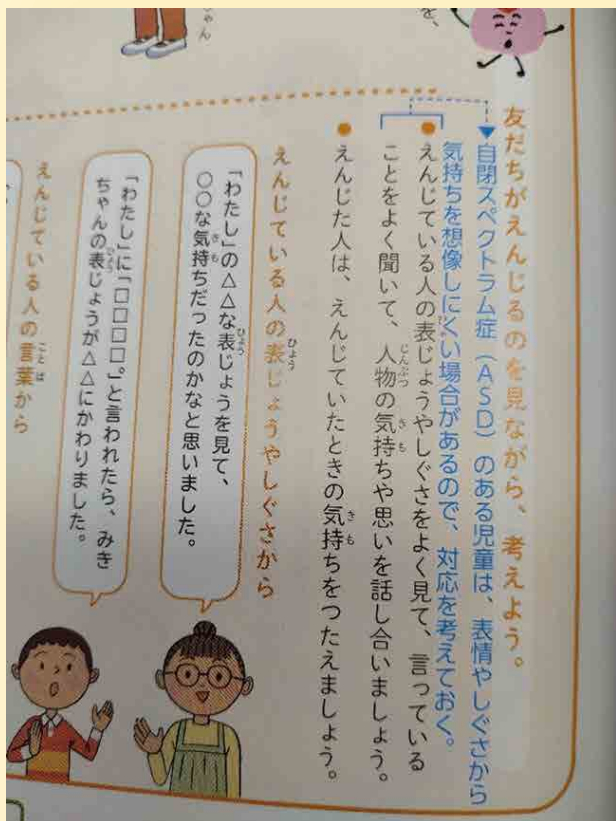 友だちがえんじるのを見ながら、考えよう。
▼自閉スペクトラム症(ASD)のある児童は、表情やしぐさから
気持ちを想像しにくい場合があるので、対応を考えておく。
●えんじている人の表じょうやしぐさをよく見て、言っている
ことをよく聞いて、人物の気持ちや思いを話し合いましょう。
●えんじた人は、えんじていたときの気持ちをつたえましょう。
えんじている人の表じょうやしぐさから
「わたし」の△△な表じょうを見て、
○○な気持ちだったのかなと思いました。
「わたし」に「□□□□。」と言われたら、みき
ちゃんの表じょうが△△にかわりました。
えんじている人の言葉から